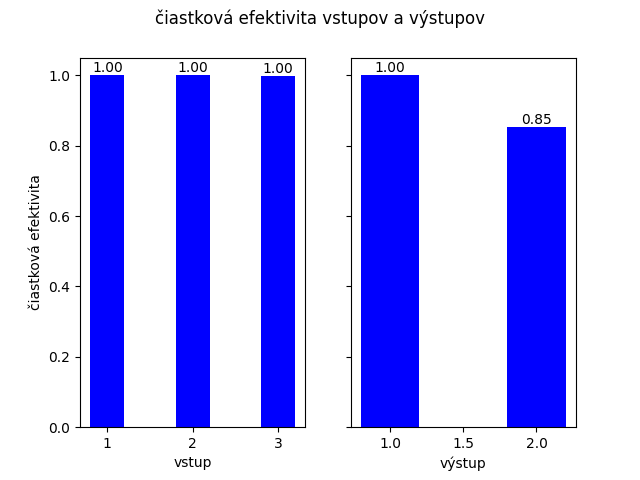 čiastková efektivita vstupov a výstupov
čiastková efektivita
1.0
0.8
0.6
0.4
0.2
0.0
1.00 1.00 1.00
1 2 3
vstup
1.00 0.85
1.0 1.5 2.0
výstup